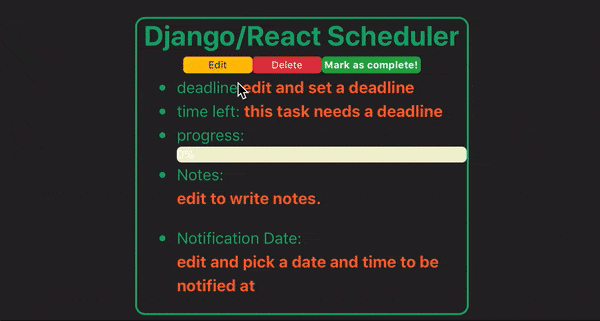 Django/React Scheduler
Edit Delete Mark as complete!
deadline edit and set a deadline
time left: this task needs a deadline
progress:
Notes:
edit to write notes.
Notification Date:
edit and pick a date and time to be
notified at